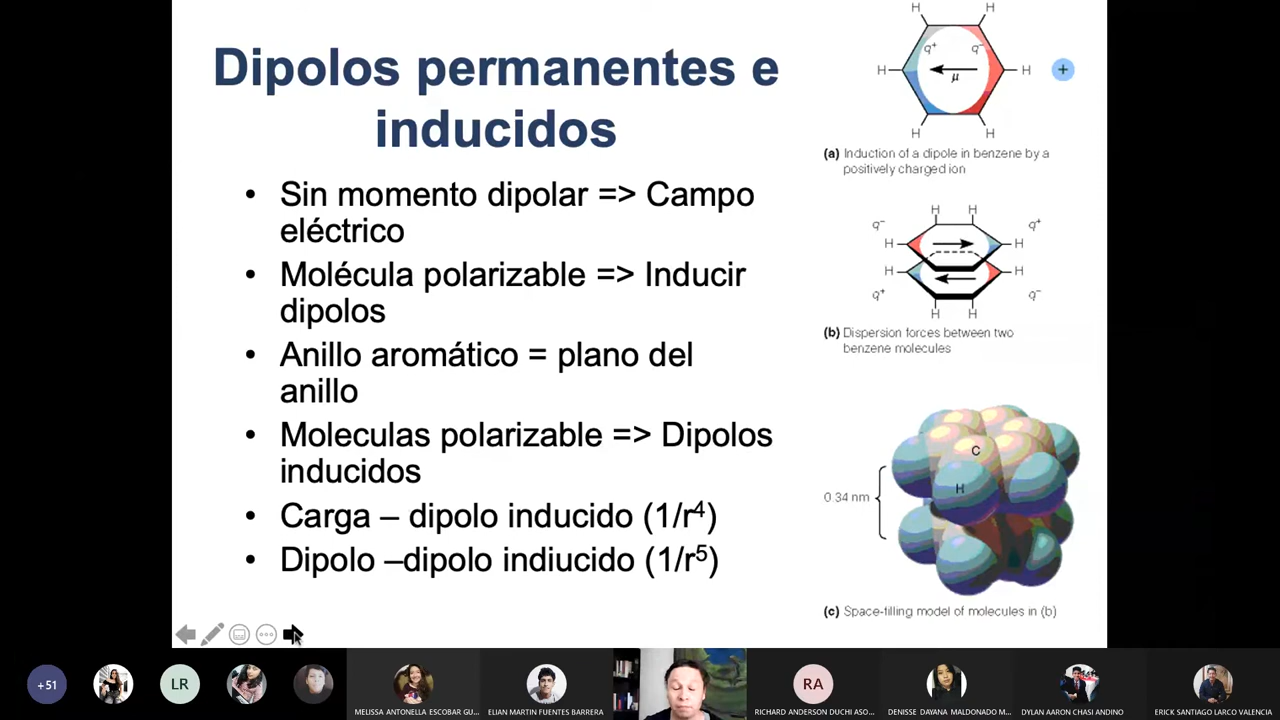 Dipolos permanentes e
inducidos
• Sin momento dipolar => Campo
eléctrico
• Molécula polarizable => Inducir
dipolos
• Anillo aromático = plano del
anillo
• Moleculas polarizable => Dipolos
inducidos
• Carga – dipolo inducido (1/r⁴)
• Dipolo –dipolo indiucido (1/r⁵)
H H
q⁺ q⁻
H H +
μ
H H
(a) Induction of a dipole in benzene by a
positively charged ion
H H
q⁻ q⁺
H H
H H
q⁺ q⁻
H H
(b) Dispersion forces between two
benzene molecules
C
H
0.34 nm
(c) Space-filling model of molecules in (b)
+51
LR
MELISSA ANTONELLA ESCOBAR GU...
ELIAN MARTIN FUENTES BARRERA
RA
RICHARD ANDERSON DUCHI ASO...
DENISSE DAYANA MALDONADO M...
DYLAN AARON CHASI ANDINO
ERICK SANTIAGO LARCO VALENCIA